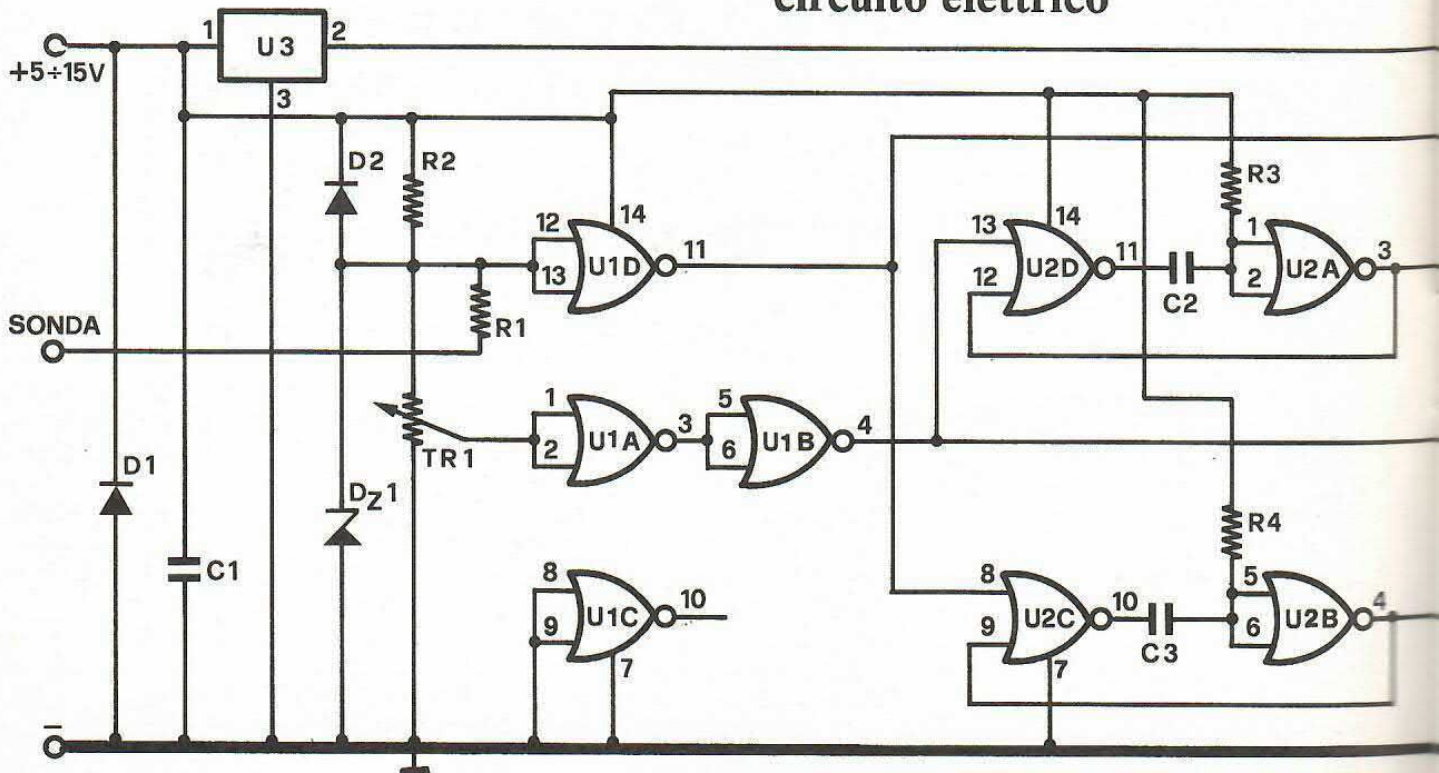 circuito elettrico
1 U3 2
+5÷15V
3
D2 R2 R3
12 14 13 14 1
U1D 11 U2D 11 U2A 3
13 12 C2 2
SONDA
R1
1 5
U1A 3 U1B 4
2 6
TR1
D1 DZ1 R4
C1
8 8 5
U1C 10 U2C 10 U2B 4
9 9 C3 6
7 7
−